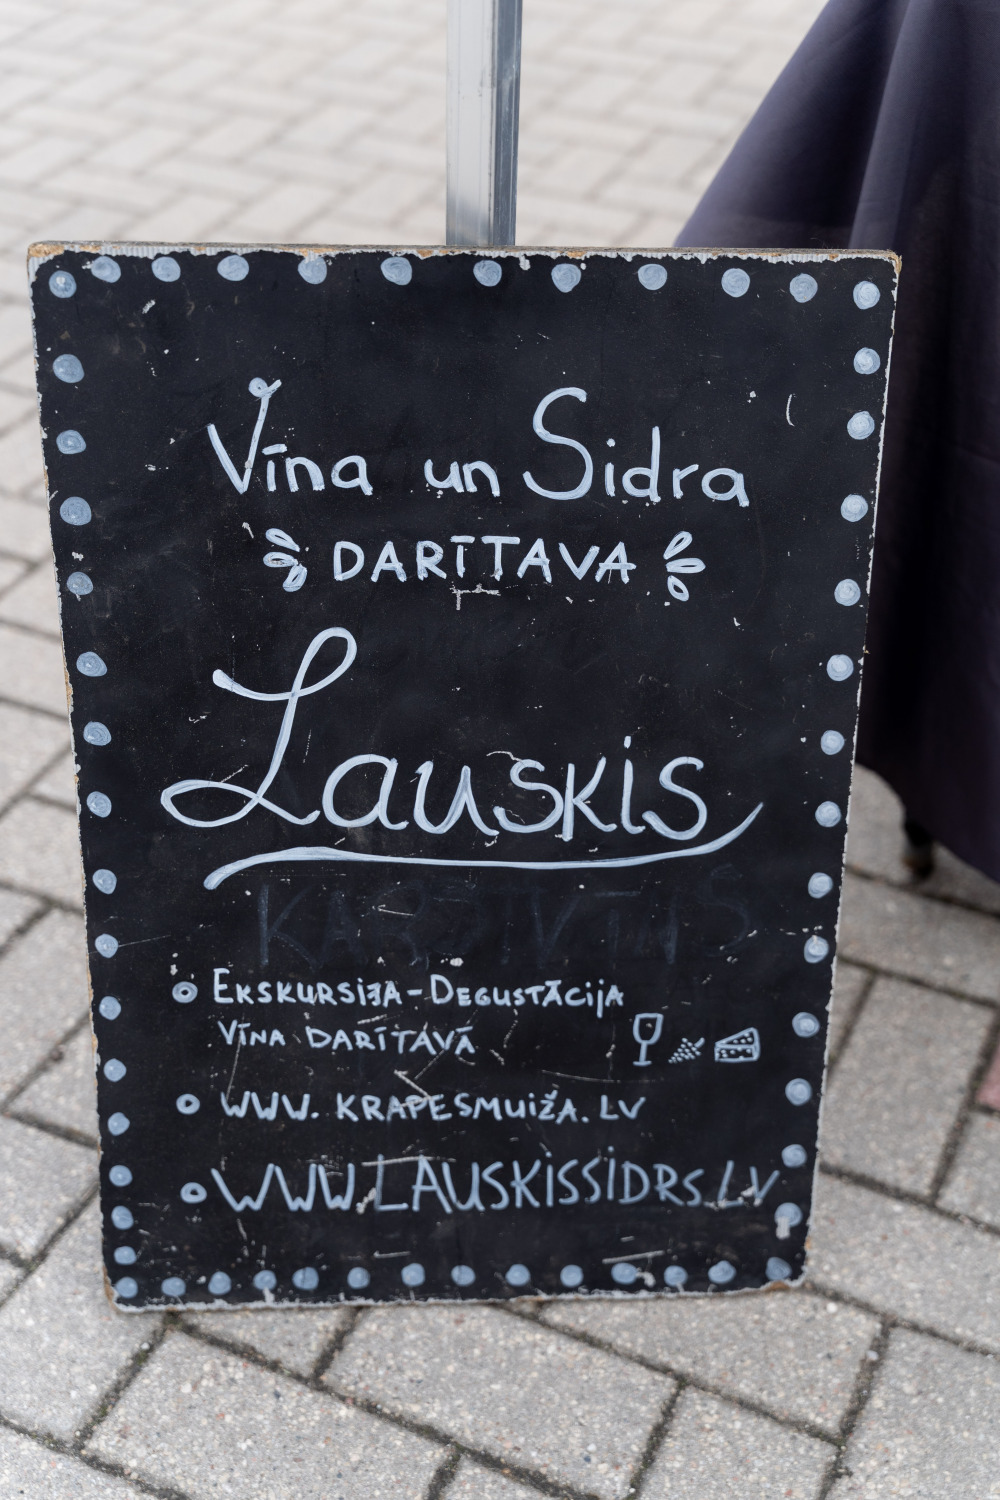 Vīna un Sidra
DARĪTAVA
Lauskis
EKSKURSIJA-DEGUSTĀCIJA
VĪNA DARĪTAVĀ
WWW. KRAPESMUIŽA.LV
WWW.LAUSKISSIDRS.LV